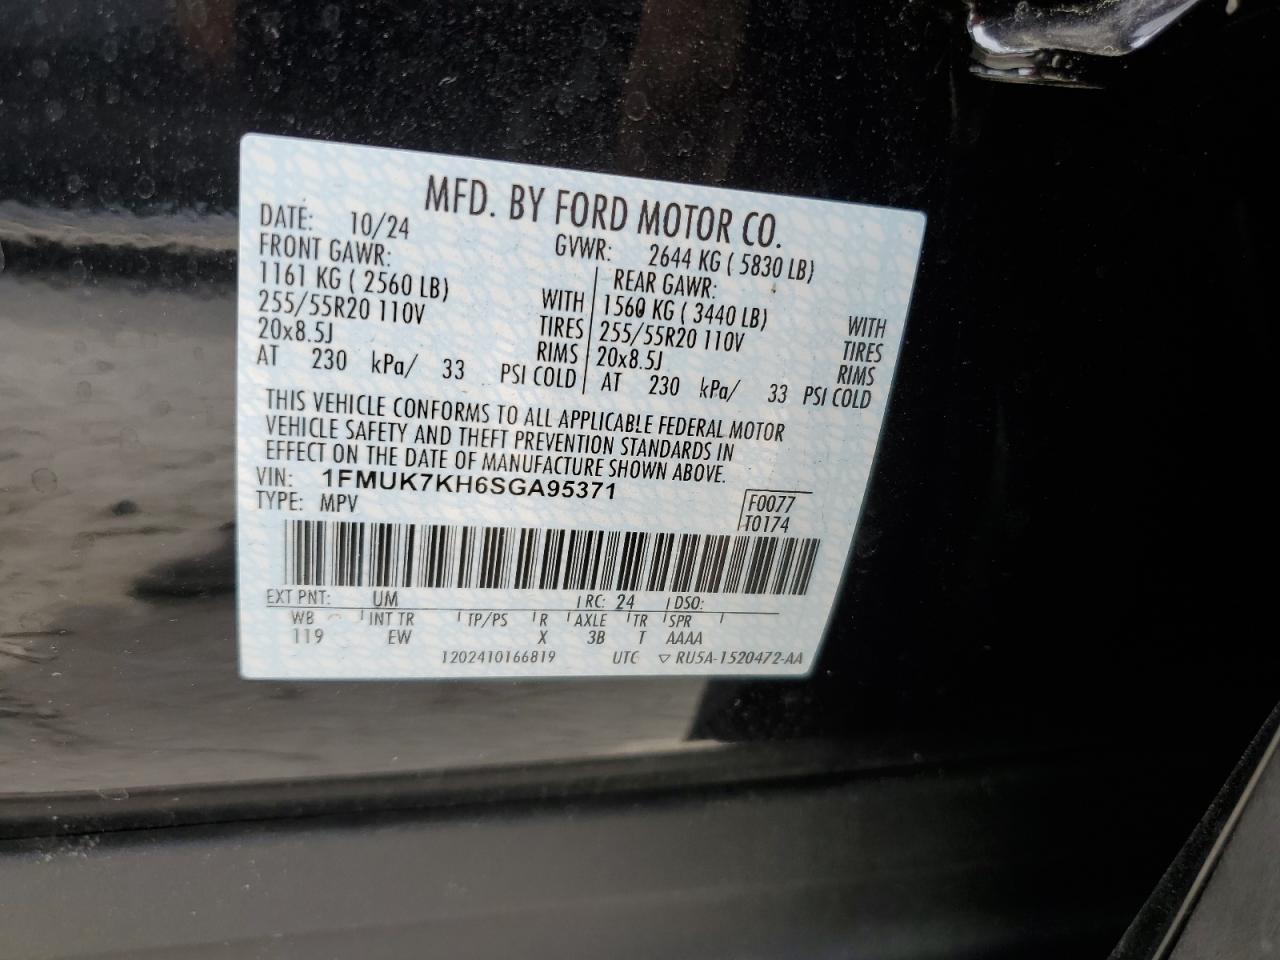 MFD. BY FORD MOTOR CO.
DATE: 10/24 GVWR: 2644 KG ( 5830 LB)
FRONT GAWR: REAR GAWR:
1161 KG ( 2560 LB) WITH 1560 KG ( 3440 LB) WITH
255/55R20 110V TIRES 255/55R20 110V TIRES
20x8.5J RIMS 20x8.5J RIMS
AT 230 kPa/ 33 PSI COLD AT 230 kPa/ 33 PSI COLD
THIS VEHICLE CONFORMS TO ALL APPLICABLE FEDERAL MOTOR
VEHICLE SAFETY AND THEFT PREVENTION STANDARDS IN
EFFECT ON THE DATE OF MANUFACTURE SHOWN ABOVE.
VIN: 1FMUK7KH6SGA95371
TYPE: MPV F0077
T0174
EXT PNT: UM RC: 24 DSO:
WB INT TR TP/PS R AXLE TR SPR
119 EW X 3B T AAAA
1202410166819 UTC ▽ RU5A-1520472-AA